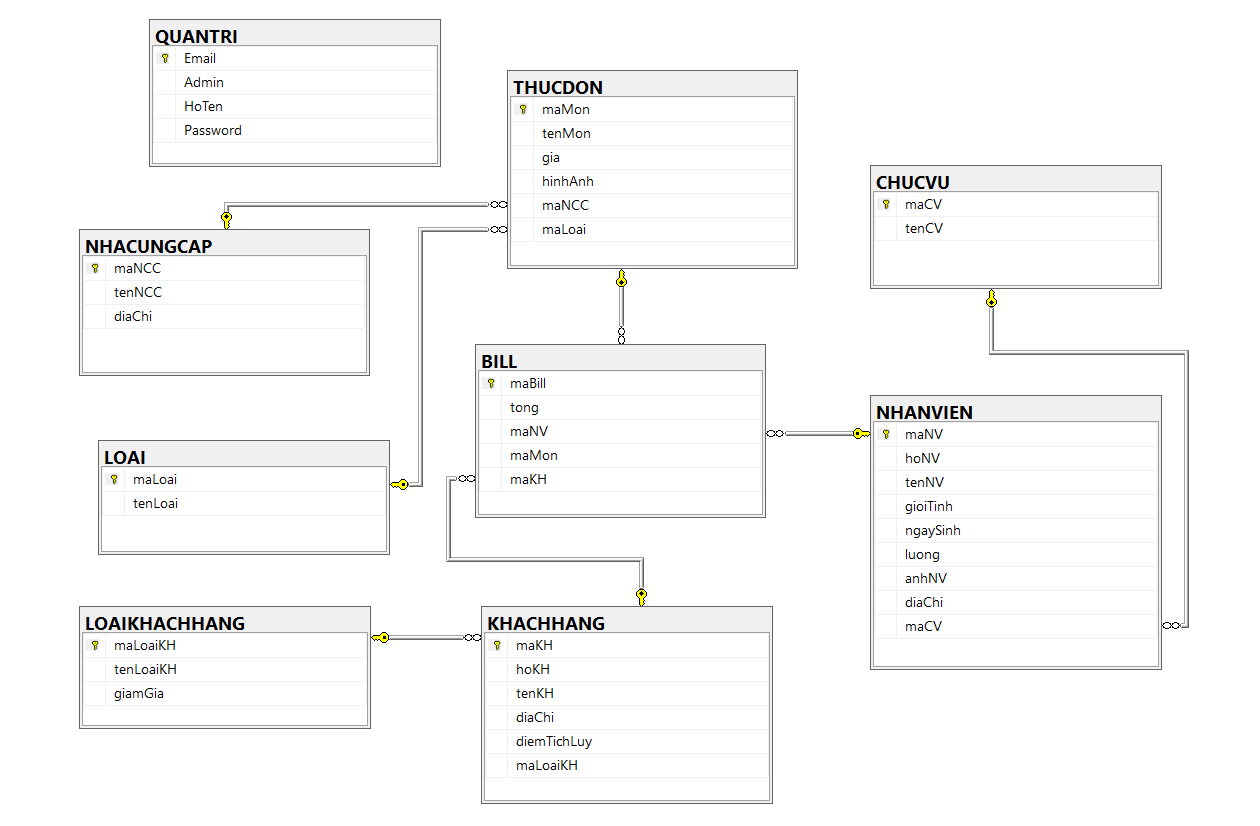 QUANTRI
Email
Admin
HoTen
Password
THUCDON
maMon
tenMon
gia
hinhAnh
maNCC
maLoai
CHUCVU
maCV
tenCV
NHACUNGCAP
maNCC
tenNCC
diaChi
BILL
maBill
tong
maNV
maMon
maKH
NHANVIEN
maNV
hoNV
tenNV
gioiTinh
ngaySinh
luong
anhNV
diaChi
maCV
LOAI
maLoai
tenLoai
LOAIKHACHHANG
maLoaiKH
tenLoaiKH
giamGia
KHACHHANG
maKH
hoKH
tenKH
diaChi
diemTichLuy
maLoaiKH